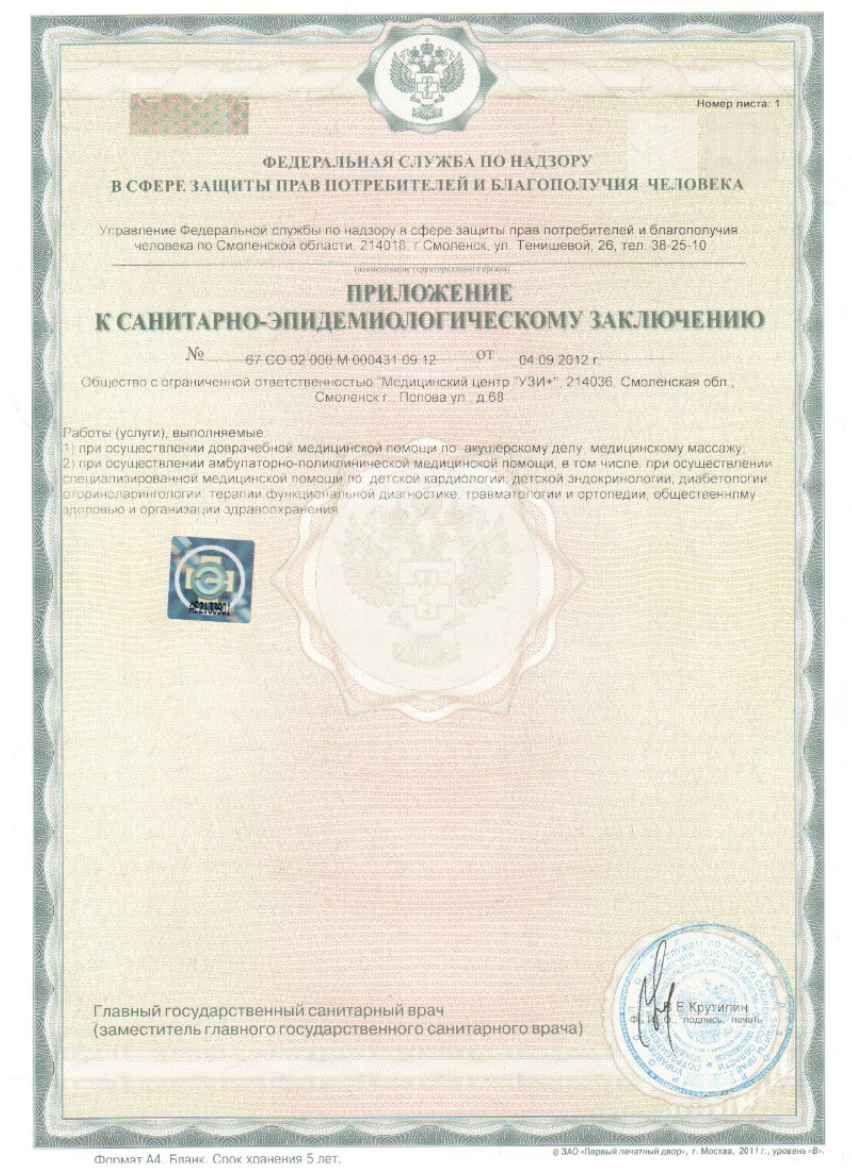 Номер листа: 1
ФЕДЕРАЛЬНАЯ СЛУЖБА ПО НАДЗОРУ
В СФЕРЕ ЗАЩИТЫ ПРАВ ПОТРЕБИТЕЛЕЙ И БЛАГОПОЛУЧИЯ ЧЕЛОВЕКА
Управление Федеральной службы по надзору в сфере защиты прав потребителей и благополучия
человека по Смоленской области, 214018, г Смоленск, ул. Тенишевой, 26, тел. 38-25-10
(наименование территориального органа)
ПРИЛОЖЕНИЕ
К САНИТАРНО-ЭПИДЕМИОЛОГИЧЕСКОМУ ЗАКЛЮЧЕНИЮ
№ 67 СО 02 000 М 000431 09 12 от 04 09 2012 г.
Общество с ограниченной ответственностью "Медицинский центр "УЗИ+", 214036, Смоленская обл.,
Смоленск г., Попова ул., д.68
Работы (услуги), выполняемые:
1) при осуществлении доврачебной медицинской помощи по: акушерскому делу, медицинскому массажу;
2) при осуществлении амбулаторно-поликлинической медицинской помощи, в том числе, при осуществлении
специализированной медицинской помощи по: детской кардиологии, детской эндокринологии, диабетологии,
оториноларингологии, терапии, функциональной диагностике, травматологии и ортопедии, общественнлму
здоровью и организации здравоохранения
Главный государственный санитарный врач
(заместитель главного государственного санитарного врача)
Е Крутилин
Ф. И. О., подпись, печать
Формат А4. Бланк. Срок хранения 5 лет.
© ЗАО «Первый печатный двор», г. Москва, 2011 г., уровень «В».